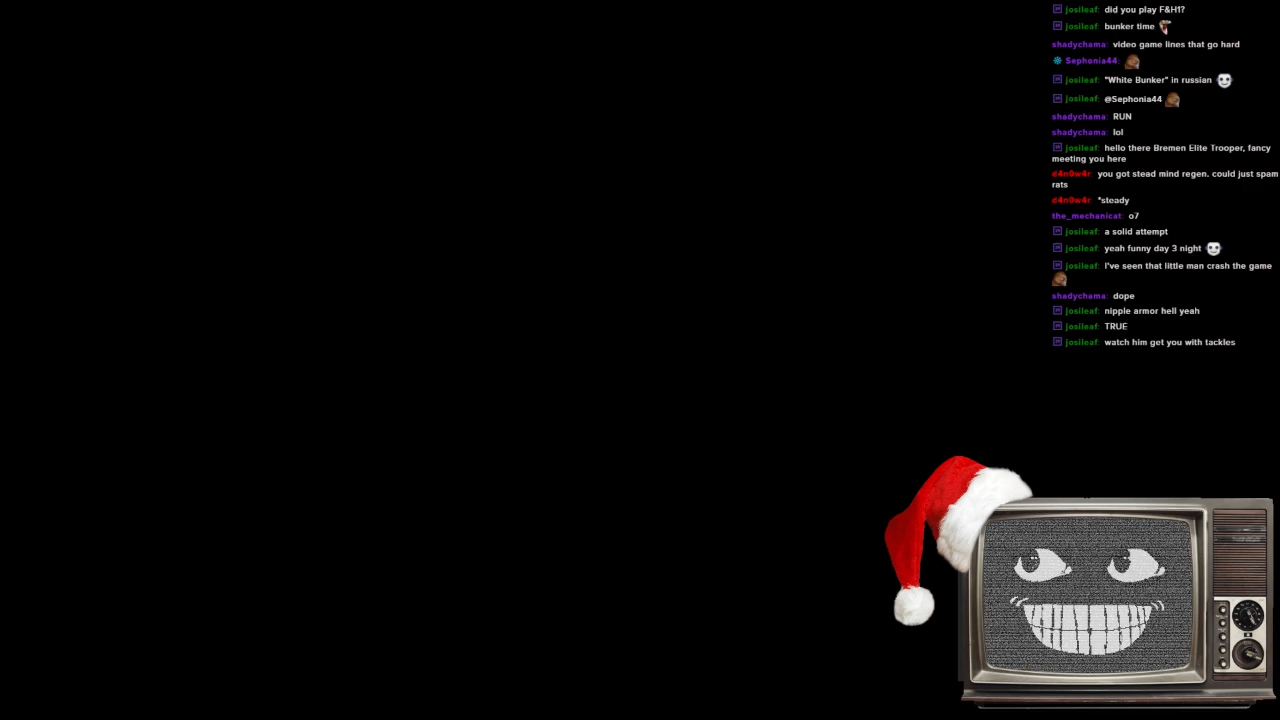 josileaf: did you play F&H1?
josileaf: bunker time
shadychama: video game lines that go hard
Sephonia44:
josileaf: "White Bunker" in russian
josileaf: @Sephonia44
shadychama: RUN
shadychama: lol
josileaf: hello there Bremen Elite Trooper, fancy
meeting you here
d4n0w4r: you got stead mind regen. could just spam
rats
d4n0w4r: *steady
the_mechanicat: o7
josileaf: a solid attempt
josileaf: yeah funny day 3 night
josileaf: I've seen that little man crash the game
shadychama: dope
josileaf: nipple armor hell yeah
josileaf: TRUE
josileaf: watch him get you with tackles